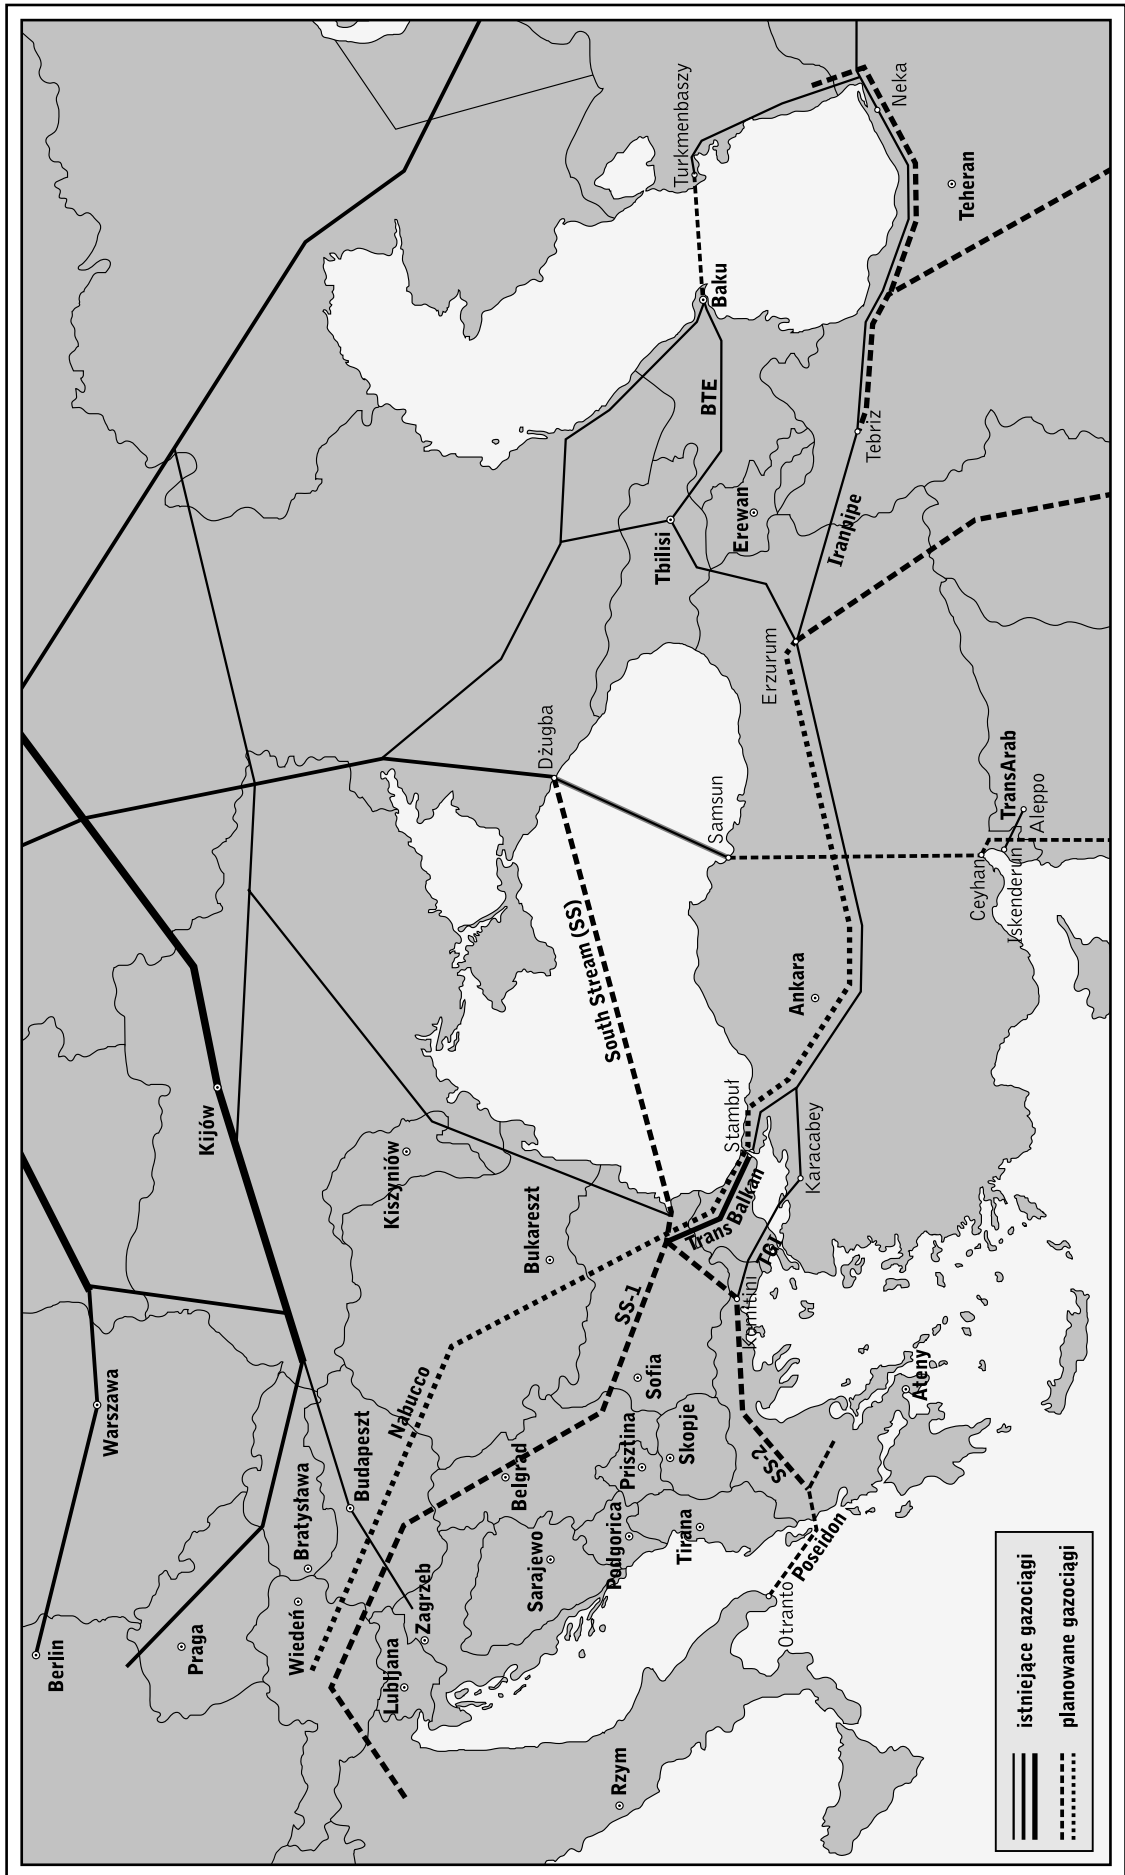 Berlin
Warszawa
Praga
Kijów
Wiedeń
Bratysława
Budapeszt
Kiszyniów
Lubljana
Zagrzeb
Nabucco
Bukareszt
Belgrad
Sarajewo
SS-1
South Stream (SS)
Dżugba
Rzym
Podgorica
Prisztina
Sofia
Skopje
Tirana
Tbilisi
Turkmenbaszy
Baku
BTE
Erewan
Samsun
Stambuł
Trans Balkan
TGI
Komitini
Karacabey
Ankara
Erzurum
Iranpipe
Tebriz
Neka
Teheran
SS-2
Poseidon
Otranto
Ateny
Ceyhan
Iskenderun
TransArab
Aleppo
istniejące gazociągi
planowane gazociągi